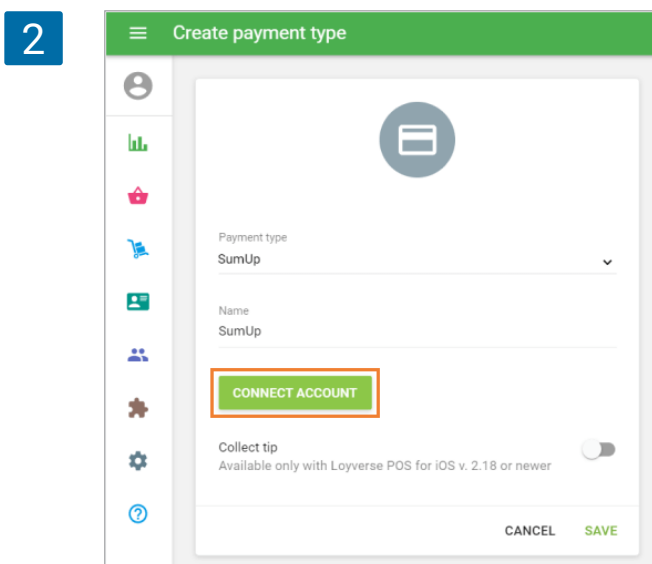 2
Create payment type
Payment type
SumUp
Name
SumUp
CONNECT ACCOUNT
Collect tip
Available only with Loyverse POS for iOS v. 2.18 or newer
CANCEL SAVE